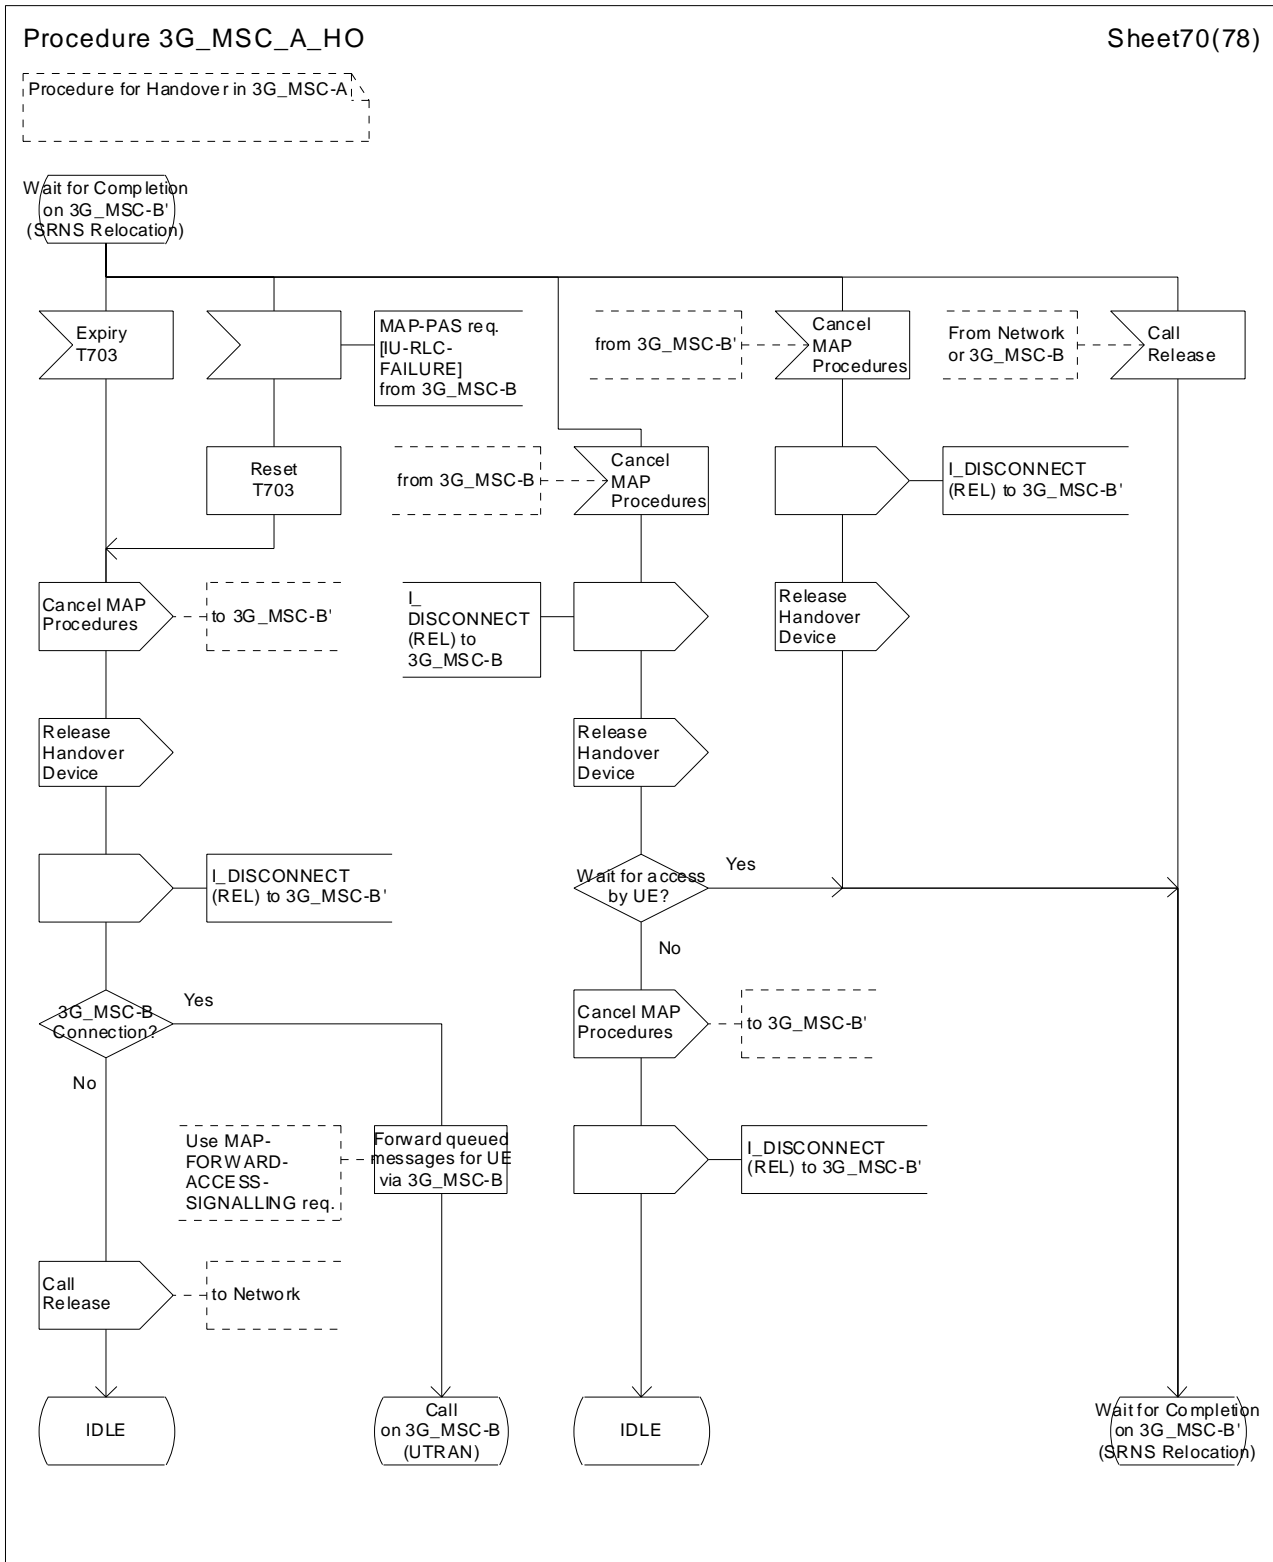 Procedure 3G_MSC_A_HO
Sheet70(78)
Procedure for Handover in 3G_MSC-A
Wait for Completion
on 3G_MSC-B'
(SRNS Relocation)
Expiry
T703
MAP-PAS req.
[IU-RLC-
FAILURE]
from 3G_MSC-B
from 3G_MSC-B'
Cancel
MAP
Procedures
From Network
or 3G_MSC-B
Call
Release
Reset
T703
from 3G_MSC-B
Cancel
MAP
Procedures
I_DISCONNECT
(REL) to 3G_MSC-B'
Cancel MAP
Procedures
to 3G_MSC-B'
I_
DISCONNECT
(REL) to
3G_MSC-B
Release
Handover
Device
Release
Handover
Device
Release
Handover
Device
I_DISCONNECT
(REL) to 3G_MSC-B'
Wait for access
by UE?
Yes
No
3G_MSC-B
Connection?
Yes
No
Cancel MAP
Procedures
to 3G_MSC-B'
Use MAP-
FORWARD-
ACCESS-
SIGNALLING req.
Forward queued
messages for UE
via 3G_MSC-B
I_DISCONNECT
(REL) to 3G_MSC-B'
Call
Release
to Network
IDLE
Call
on 3G_MSC-B
(UTRAN)
IDLE
Wait for Completion
on 3G_MSC-B'
(SRNS Relocation)